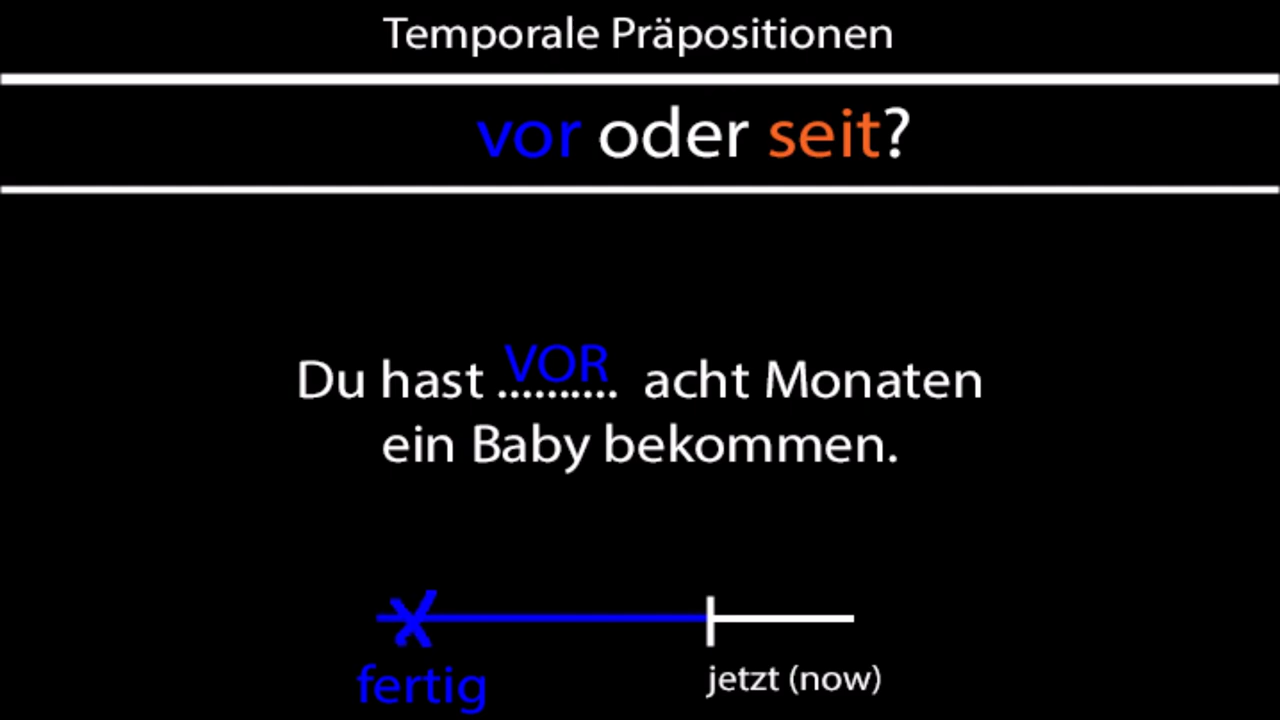 Temporale Präpositionen
vor oder seit?
Du hast ..VOR.. acht Monaten
ein Baby bekommen.
fertig
jetzt (now)